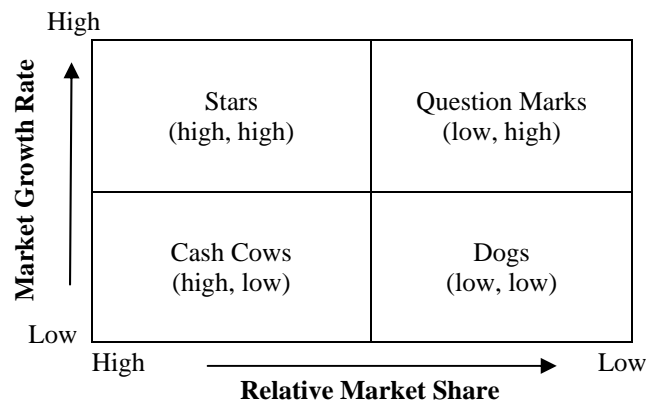 High
Market Growth Rate
Stars
(high, high)
Question Marks
(low, high)
Cash Cows
(high, low)
Dogs
(low, low)
Low
High
Low
Relative Market Share